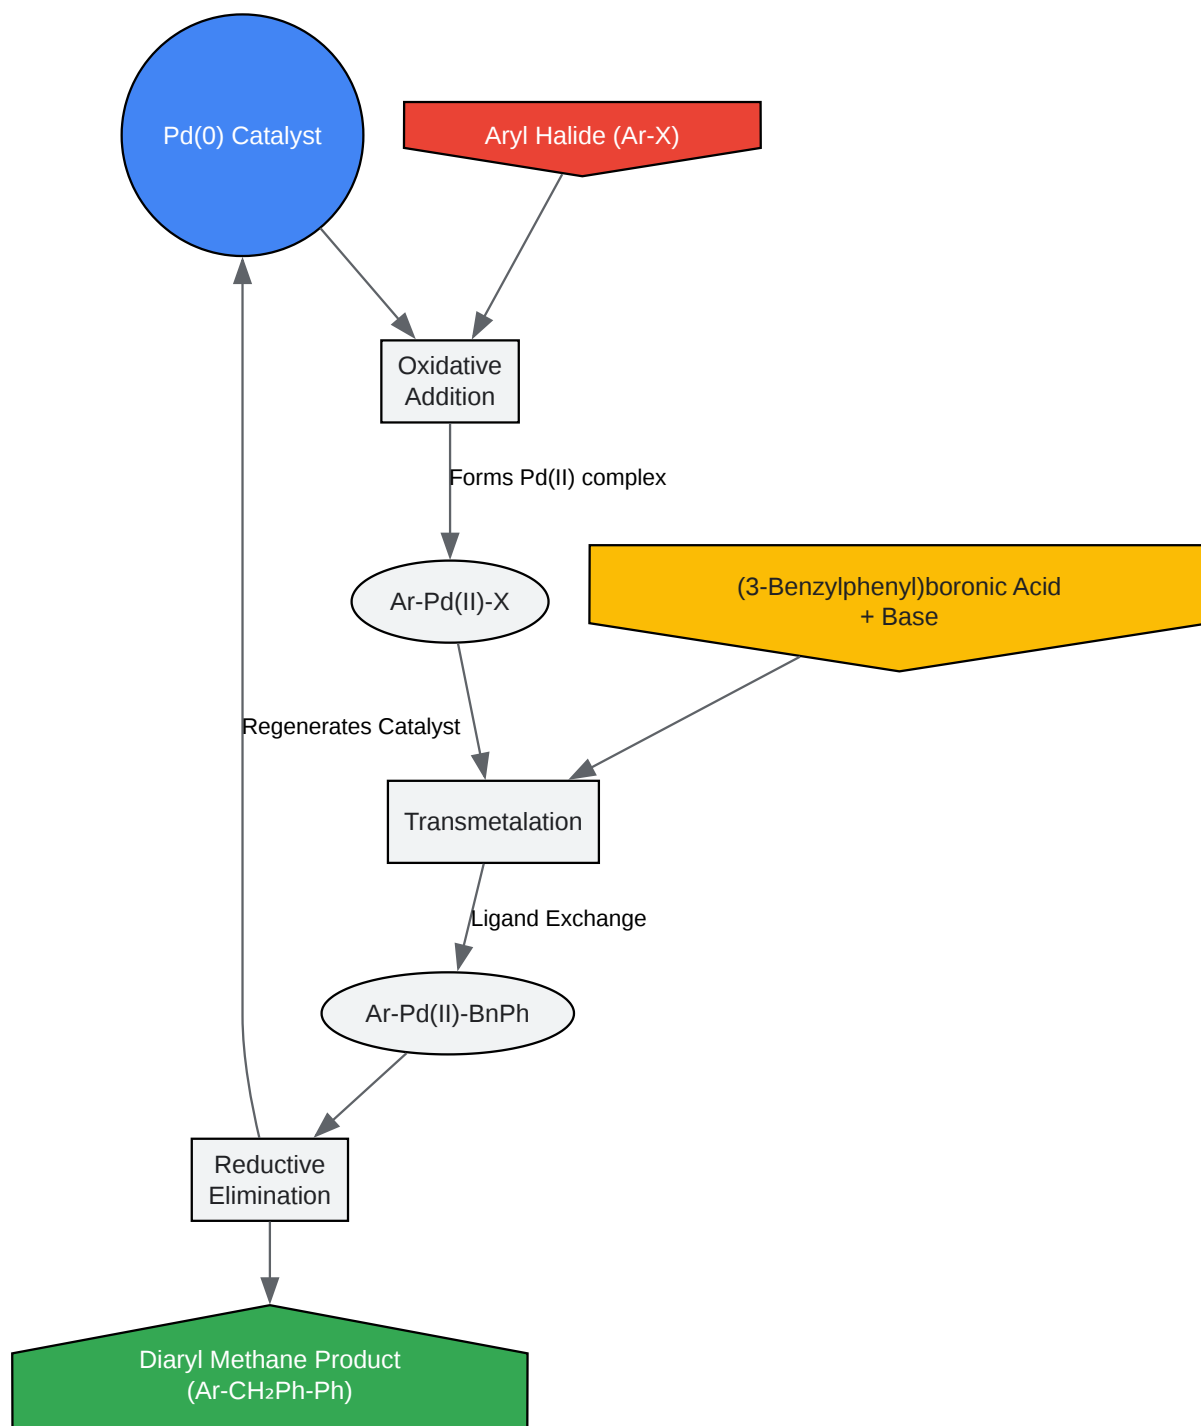 Pd(0) Catalyst
Aryl Halide (Ar-X)
Oxidative
Addition
Forms Pd(II) complex
Ar-Pd(II)-X
(3-Benzylphenyl)boronic Acid
+ Base
Regenerates Catalyst
Transmetalation
Ligand Exchange
Ar-Pd(II)-BnPh
Reductive
Elimination
Diaryl Methane Product
(Ar-CH₂Ph-Ph)